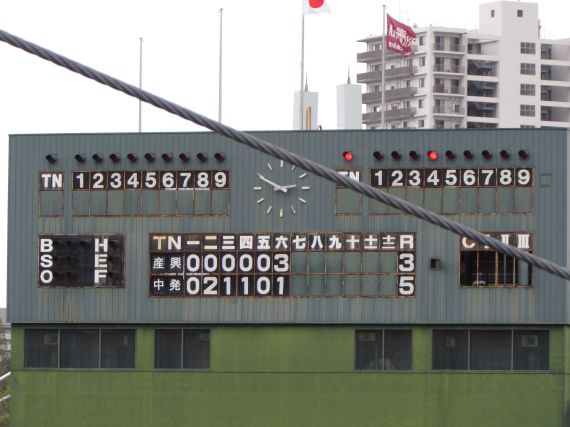 TN 1 2 3 4 5 6 7 8 9
TN 1 2 3 4 5 6 7 8 9
B H
S E
O F
TN 一 二 三 四 五 六 七 八 九 十 士 士 R
産興 0 0 0 0 0 3 3
中発 0 2 1 1 0 1 5
II III